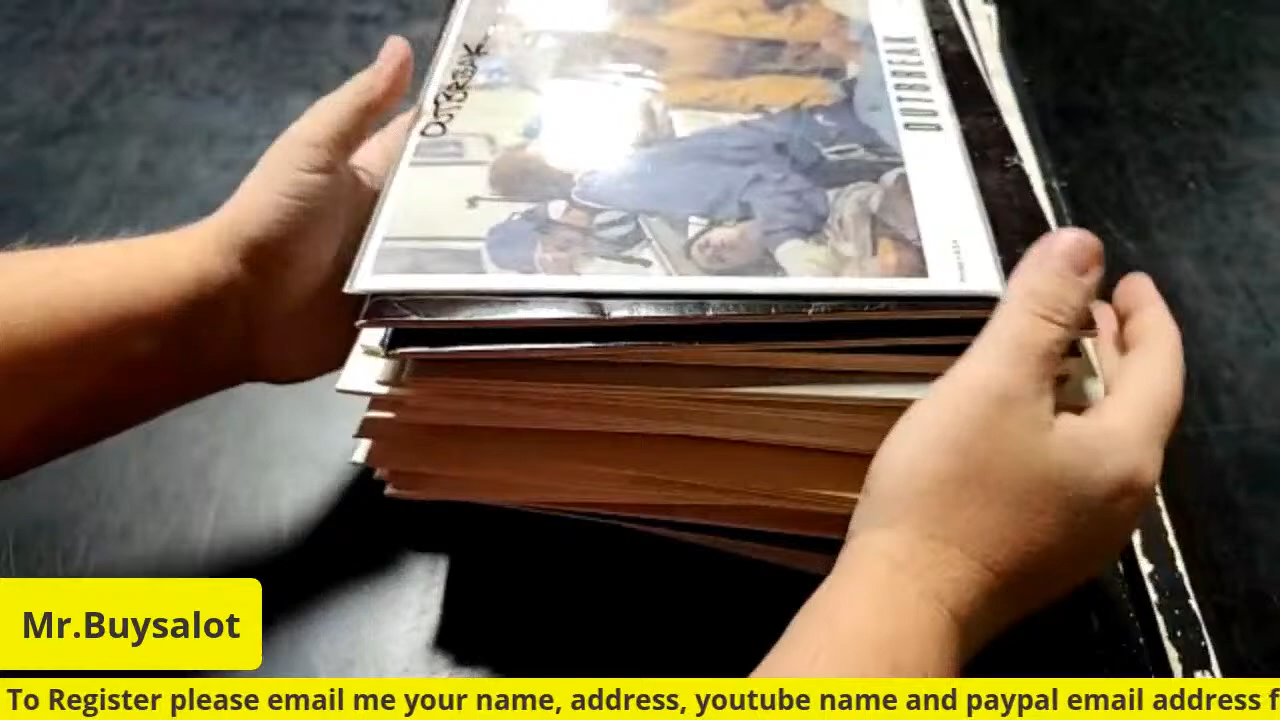 OUTBREAK
OUTBREAK
Mr.Buysalot
To Register please email me your name, address, youtube name and paypal email address f